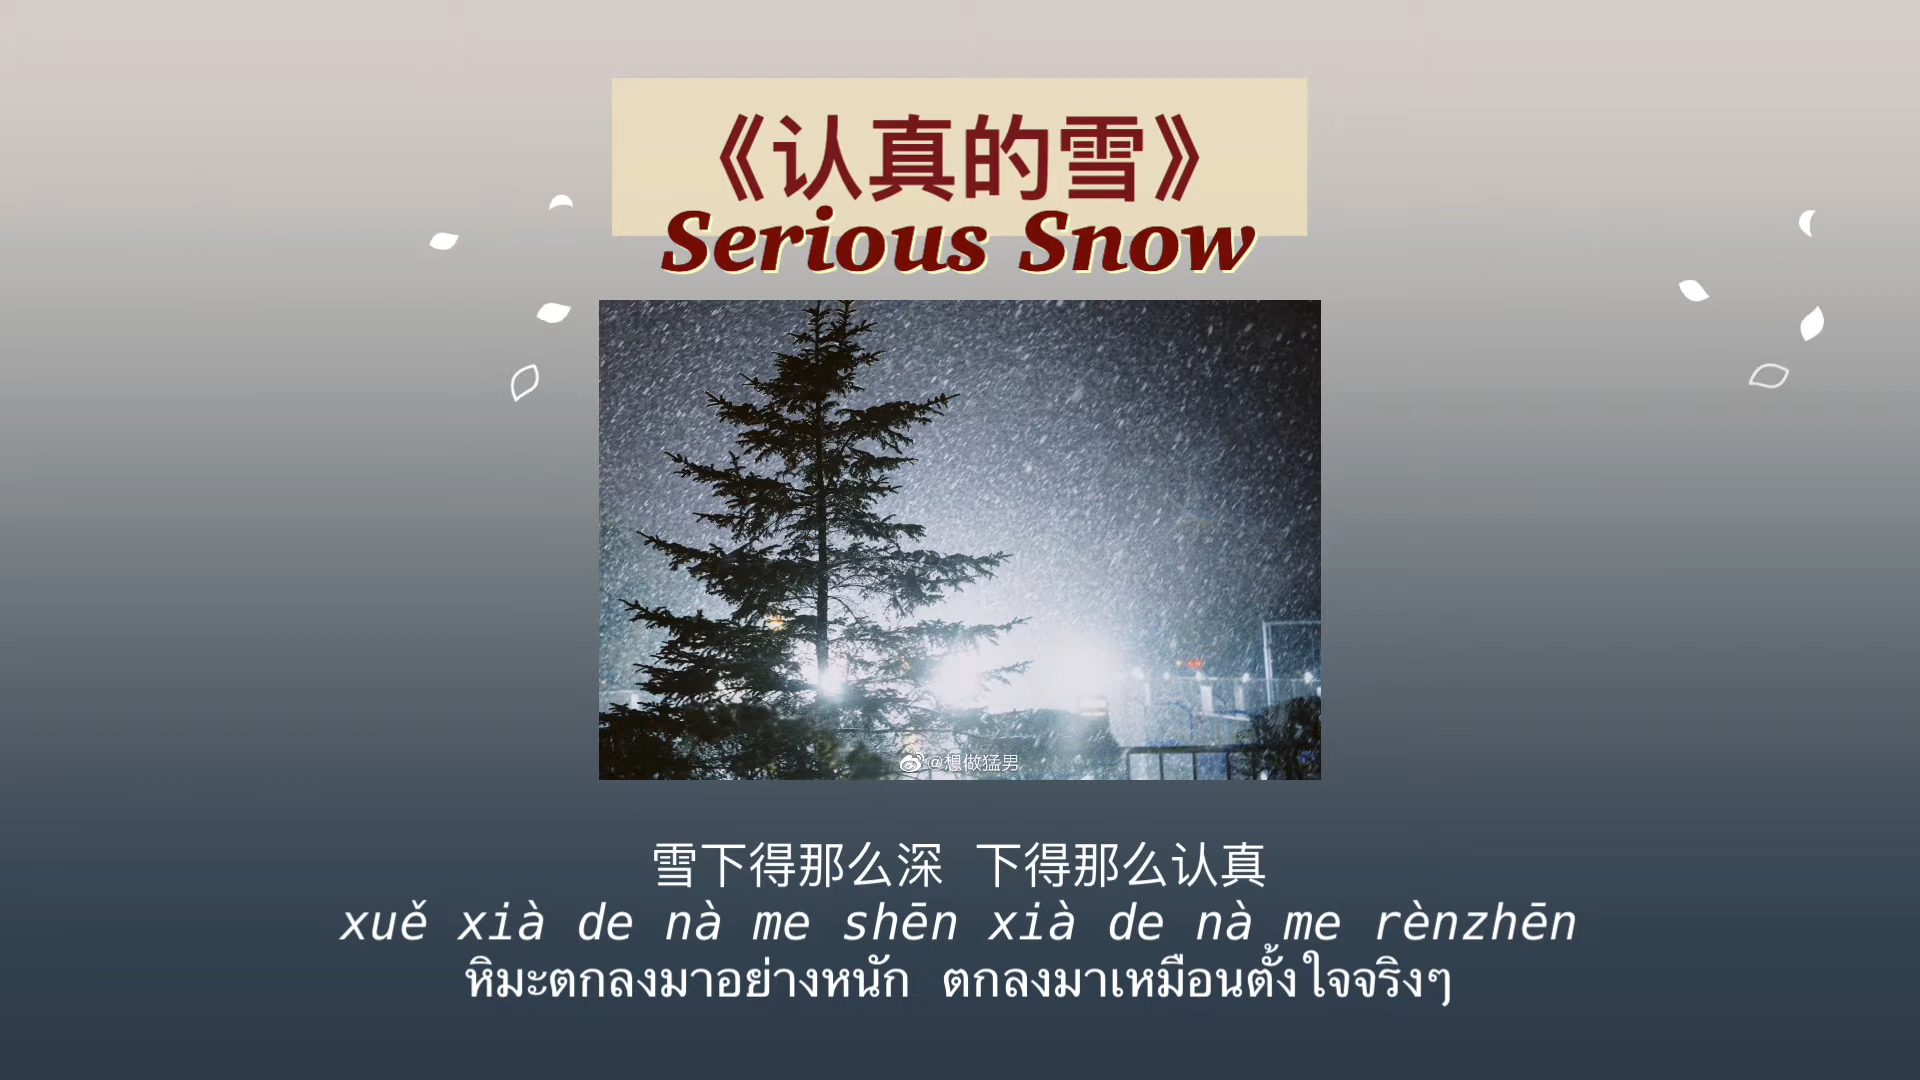 《认真的雪》
Serious Snow
@想做猛男
雪下得那么深 下得那么认真
xuě xià de nà me shēn xià de nà me rènzhēn
หิมะตกลงมาอย่างหนัก ตกลงมาเหมือนตั้งใจจริงๆ